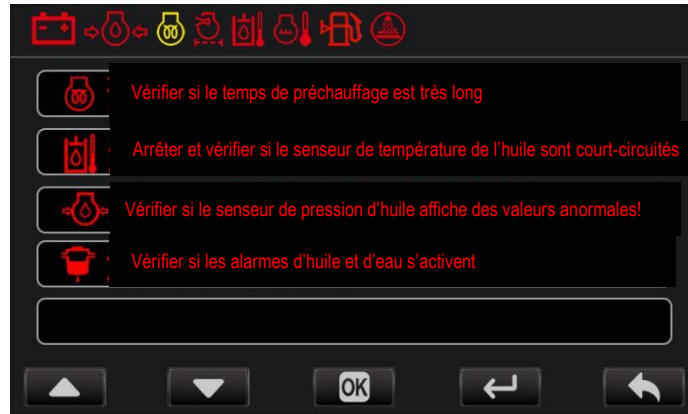 Vérifier si le temps de préchauffage est très long
Arrêter et vérifier si le senseur de température de l'huile sont court-circuités
Vérifier si le senseur de pression d'huile affiche des valeurs anormales!
Vérifier si les alarmes d'huile et d'eau s'activent
OK